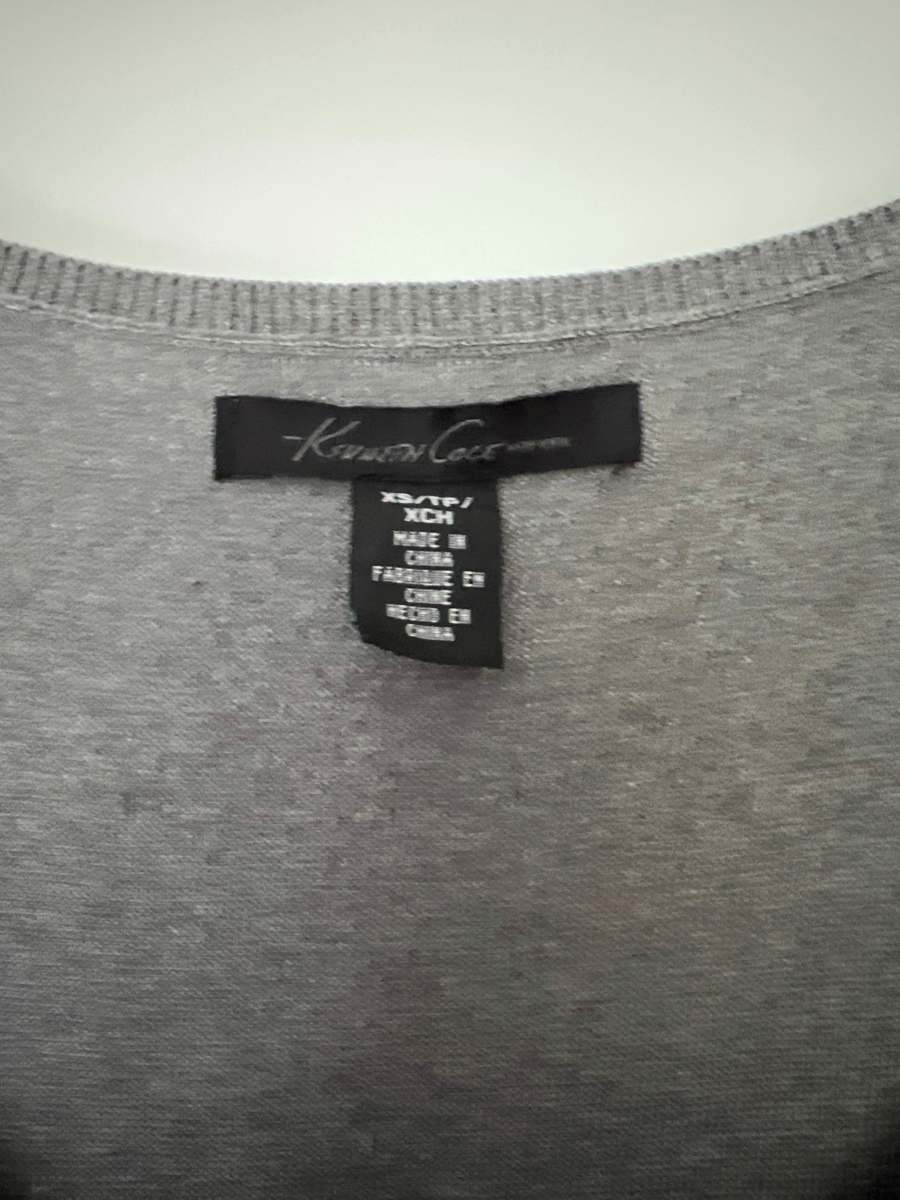 Kenneth Cole
XS/TP/
XCH
MADE IN
CHINA
FABRIQUE EN
CHINE
HECHO EN
CHINA